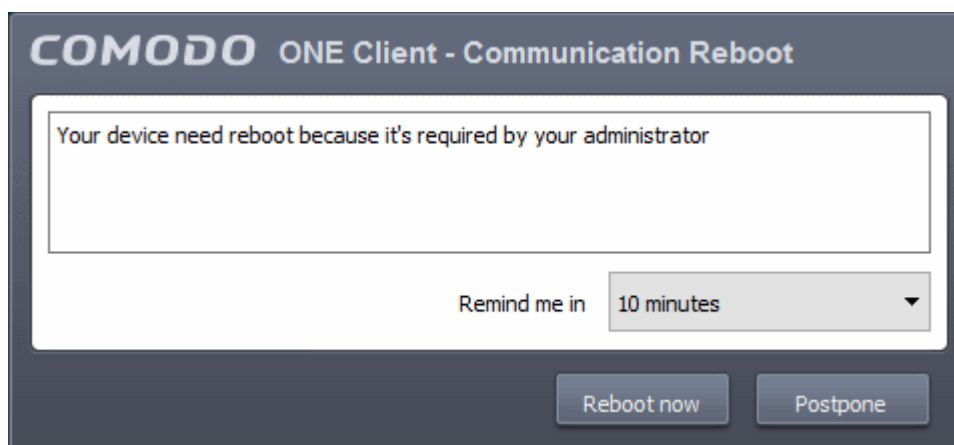 COMODO ONE Client - Communication Reboot
Your device need reboot because it's required by your administrator
Remind me in 10 minutes
Reboot now Postpone